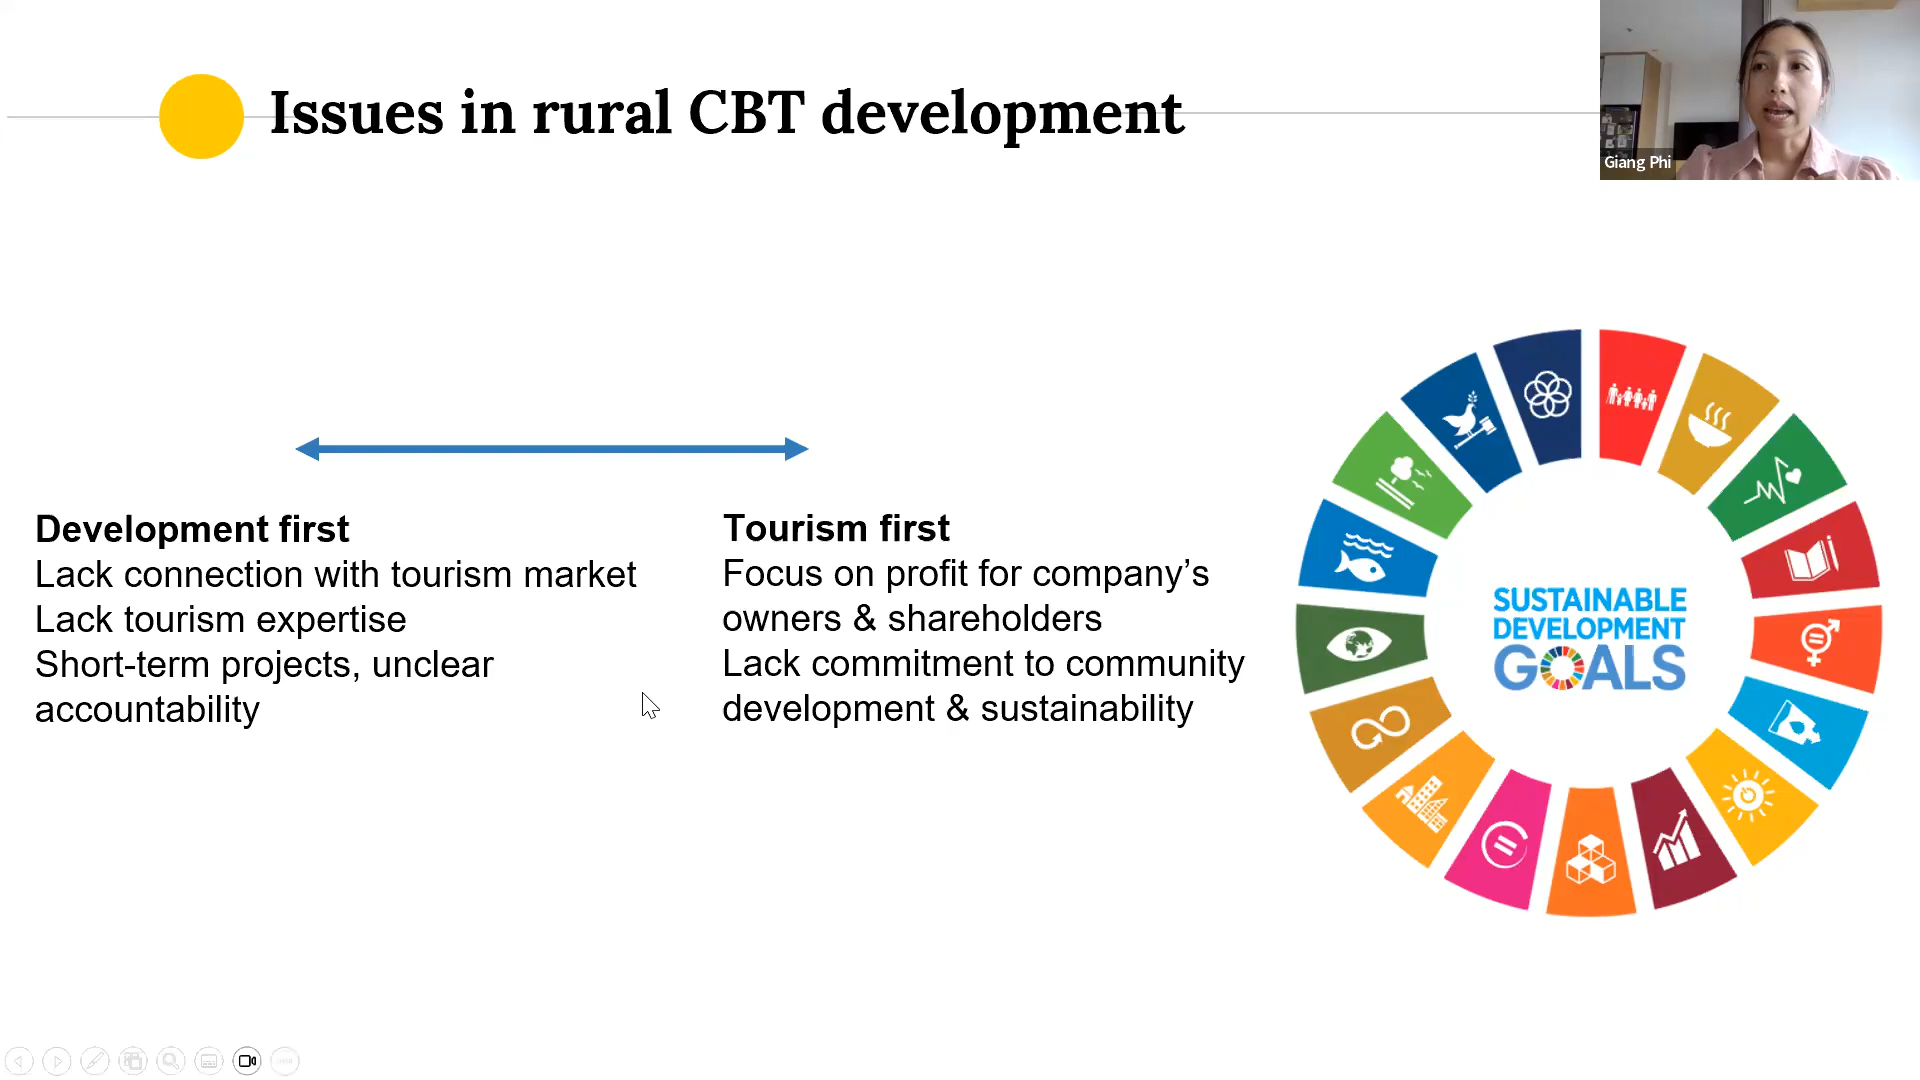 Issues in rural CBT development
Giang Phi
Development first
Lack connection with tourism market
Lack tourism expertise
Short-term projects, unclear
accountability
Tourism first
Focus on profit for company’s
owners & shareholders
Lack commitment to community
development & sustainability
SUSTAINABLE
DEVELOPMENT
GOALS